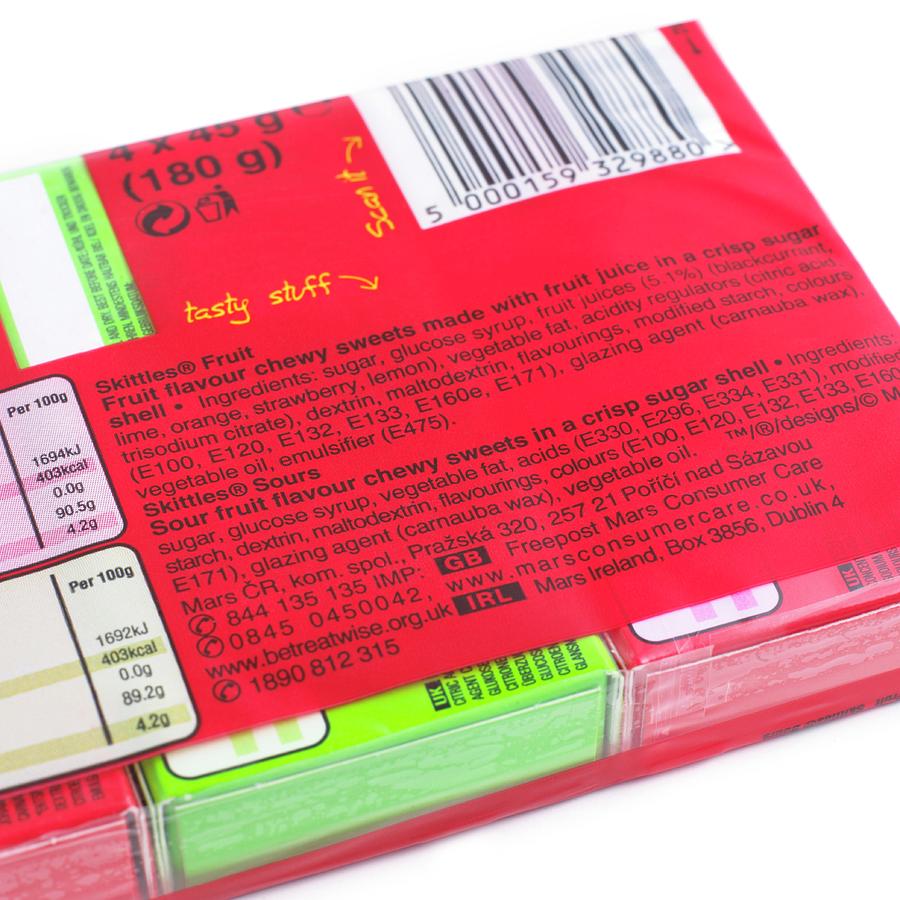 4 x 45 g e
(180 g)
scan it
5 000159 329880 >
tasty stuff
Skittles® Fruit
Fruit flavour chewy sweets made with fruit juice in a crisp sugar
shell • Ingredients: sugar, glucose syrup, fruit juices (5.1%) (blackcurrant,
lime, orange, strawberry, lemon), vegetable fat, acidity regulators (citric acid,
trisodium citrate), dextrin, maltodextrin, flavourings, modified starch, colours
(E100, E120, E132, E133, E160e, E171), glazing agent (carnauba wax),
vegetable oil, emulsifier (E475).
Skittles® Sours
Sour fruit flavour chewy sweets in a crisp sugar shell • Ingredients:
sugar, glucose syrup, vegetable fat, acids (E330, E296, E334, E331), modified
starch, dextrin, maltodextrin, flavourings, colours (E100, E120, E132, E133, E160
E171), glazing agent (carnauba wax), vegetable oil. ™/®/designs/© M
Mars ČR, kom. spol., Pražská 320, 257 21 Poříčí nad Sázavou
844 135 135 IMP: GB Freepost Mars Consumer Care
0845 0450042, www.marsconsumercare.co.uk,
www.betreatwise.org.uk IRL Mars Ireland, Box 3856, Dublin 4
1890 812 315
Per 100g
1694kJ
403kcal
0.0g
90.5g
4.2g
Per 100g
1692kJ
403kcal
0.0g
89.2g
4.2g
UK